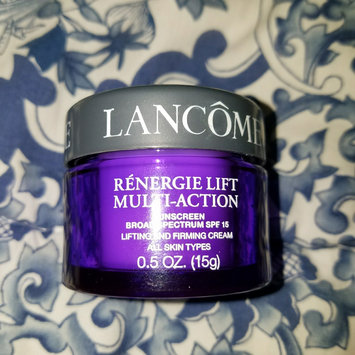 LANCÔME
RÉNERGIE LIFT
MULTI-ACTION
SUNSCREEN
BROAD SPECTRUM SPF 15
LIFTING AND FIRMING CREAM
ALL SKIN TYPES
0.5 OZ. (15g)